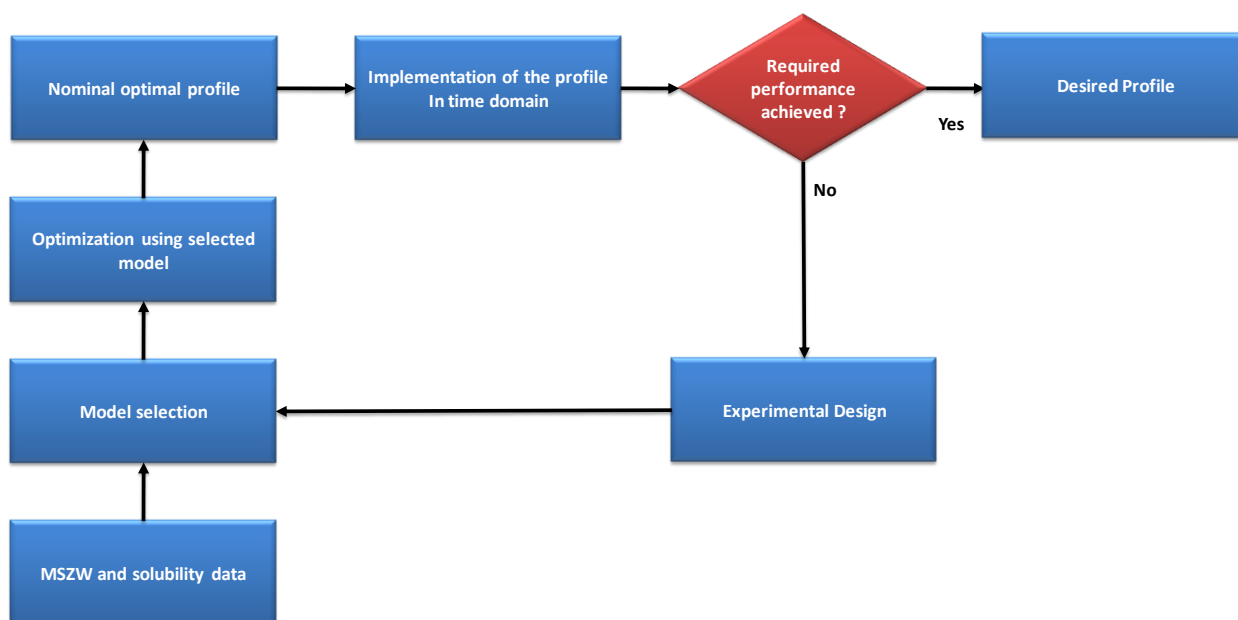 Nominal optimal profile
Implementation of the profile
In time domain
Required
performance
achieved ?
Desired Profile
Yes
No
Optimization using selected
model
Model selection
Experimental Design
MSZW and solubility data